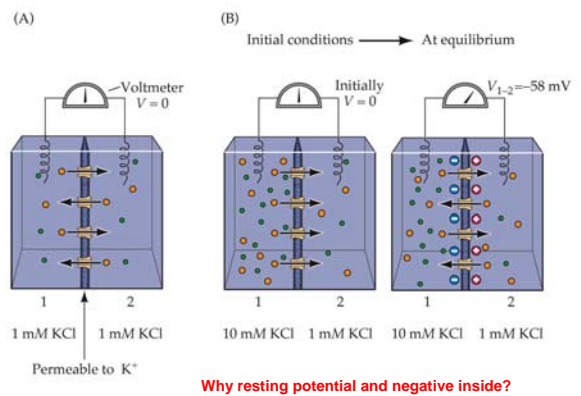 (A)
Voltmeter
V = 0
1
2
1 mM KCl
1 mM KCl
Permeable to K⁺
(B)
Initial conditions
At equilibrium
Initially
V = 0
V₁₋₂=−58 mV
1
2
10 mM KCl
1 mM KCl
1
2
10 mM KCl
1 mM KCl
Why resting potential and negative inside?